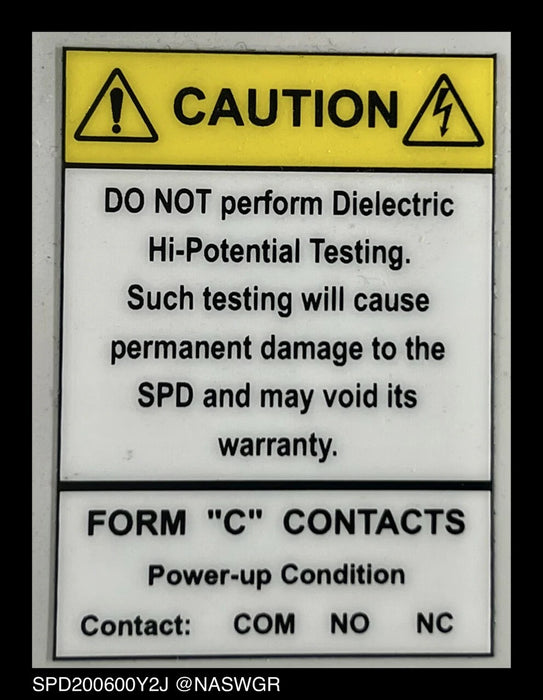 CAUTION
DO NOT perform Dielectric
Hi-Potential Testing.
Such testing will cause
permanent damage to the
SPD and may void its
warranty.
FORM "C" CONTACTS
Power-up Condition
Contact: COM NO NC
SPD200600Y2J @NASWGR